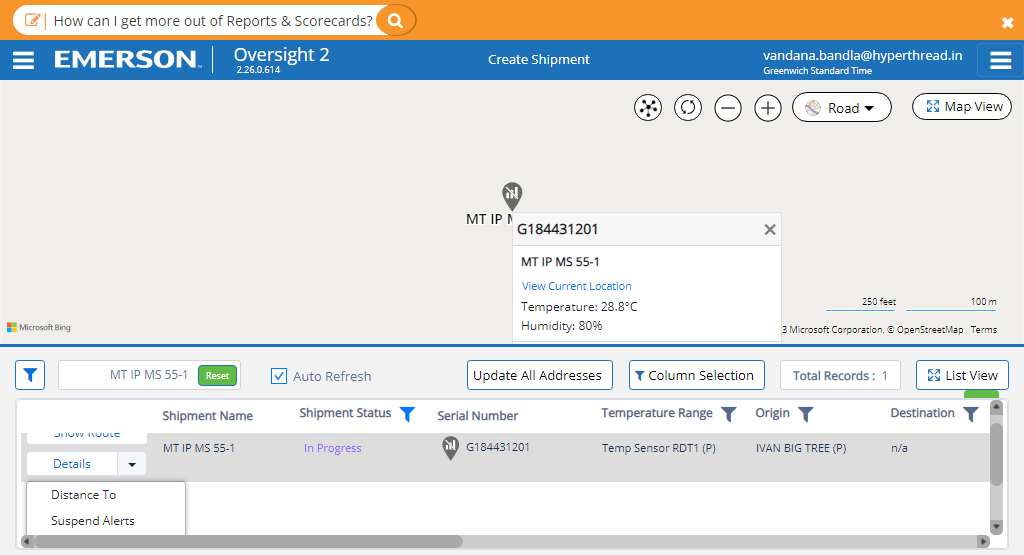 How can I get more out of Reports & Scorecards?
EMERSON
Oversight 2
2.26.0.614
Create Shipment
vandana.bandla@hyperthread.in
Greenwich Standard Time
Road
Map View
MT IP M
G184431201
MT IP MS 55-1
View Current Location
Temperature: 28.8°C
Humidity: 80%
250 feet
100 m
Microsoft Bing
3 Microsoft Corporation, © OpenStreetMap Terms
MT IP MS 55-1
Reset
Auto Refresh
Update All Addresses
Column Selection
Total Records : 1
List View
Shipment Name
Shipment Status
Serial Number
Temperature Range
Origin
Destination
Show Route
MT IP MS 55-1
In Progress
G184431201
Temp Sensor RDT1 (P)
IVAN BIG TREE (P)
n/a
Details
Distance To
Suspend Alerts